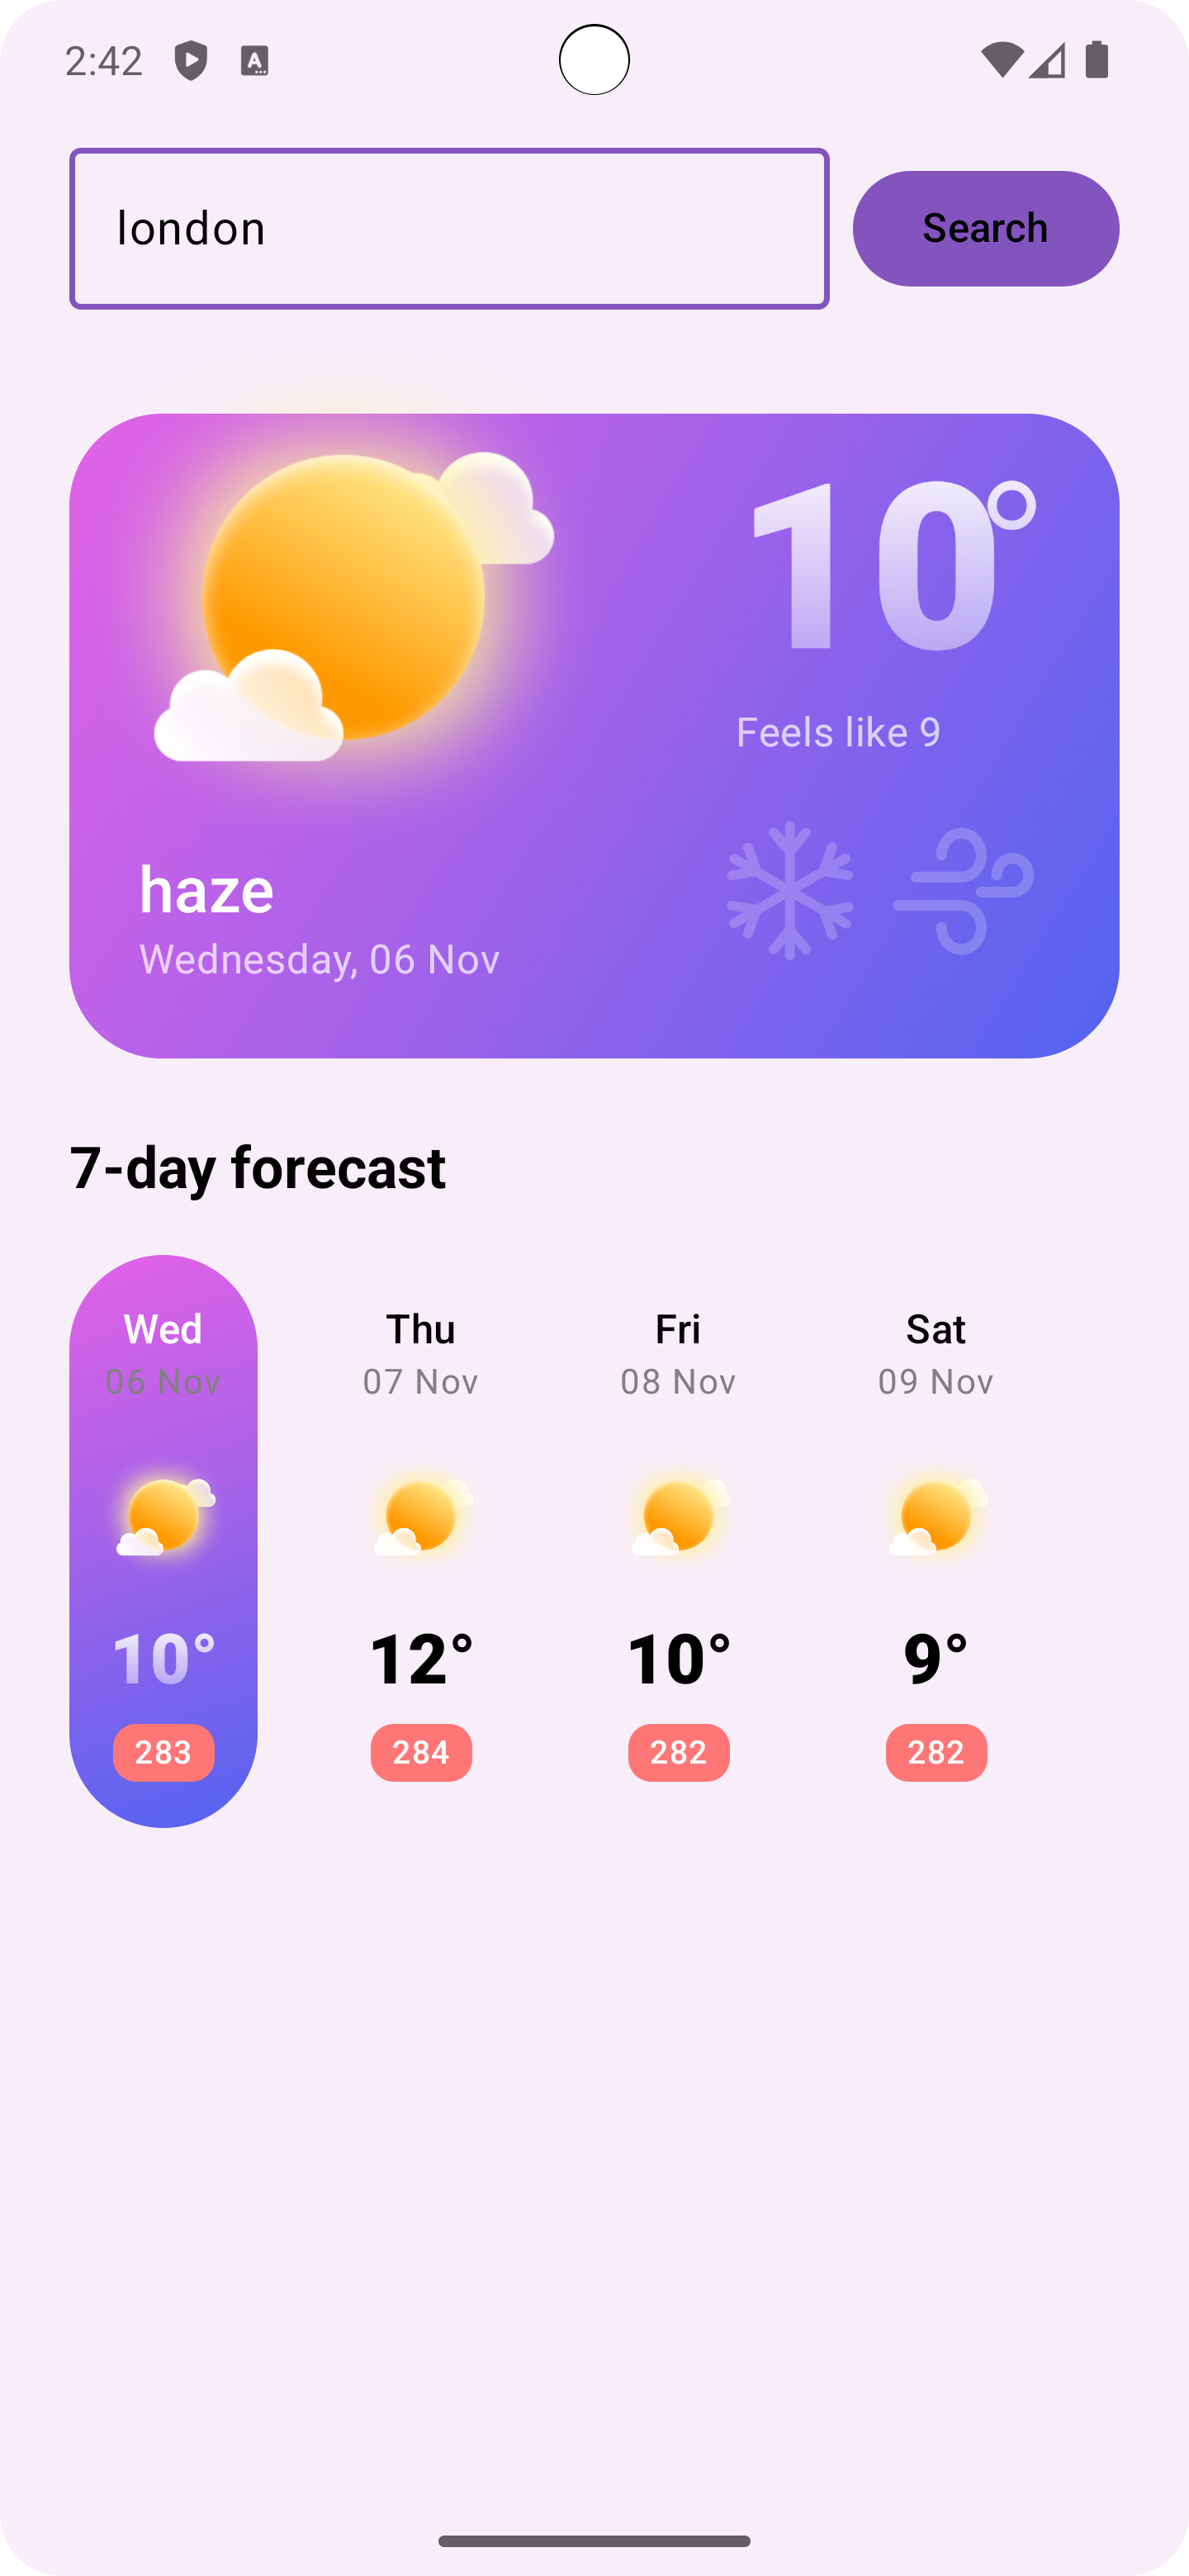 2:42
london
Search
10°
Feels like 9
haze
Wednesday, 06 Nov
7-day forecast
Wed Thu Fri Sat
06 Nov 07 Nov 08 Nov 09 Nov
10° 12° 10° 9°
283 284 282 282